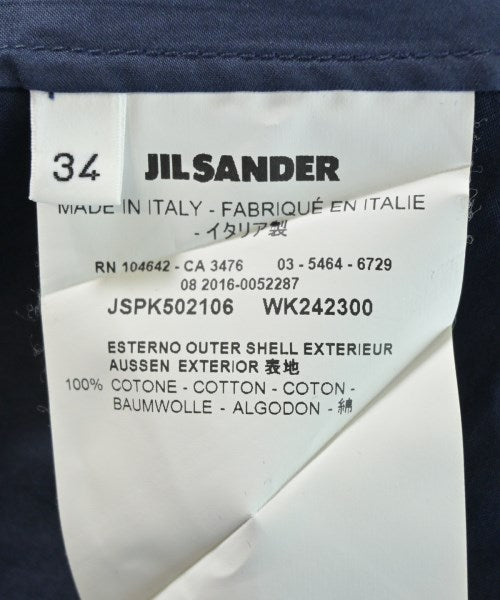 34
JIL SANDER
MADE IN ITALY - FABRIQUÉ EN ITALIE
- イタリア製
RN 104642 - CA 3476 03 - 5464 - 6729
08 2016-0052287
JSPK502106 WK242300
ESTERNO OUTER SHELL EXTERIEUR
AUSSEN EXTERIOR 表地
100% COTONE - COTTON - COTON -
BAUMWOLLE - ALGODON - 綿